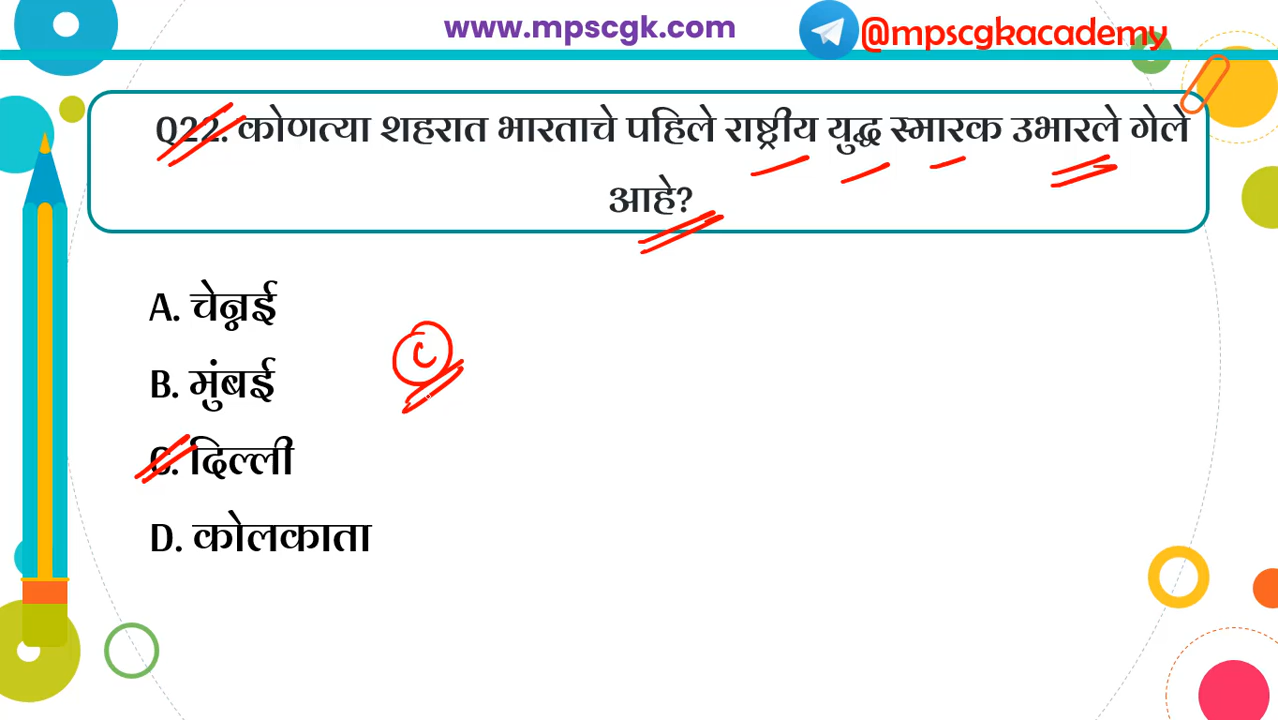 www.mpscgk.com
@mpscgkacademy
Q22. कोणत्या शहरात भारताचे पहिले राष्ट्रीय युद्ध स्मारक उभारले गेले
आहे?
A. चेन्नई
C
B. मुंबई
C. दिल्ली
D. कोलकाता